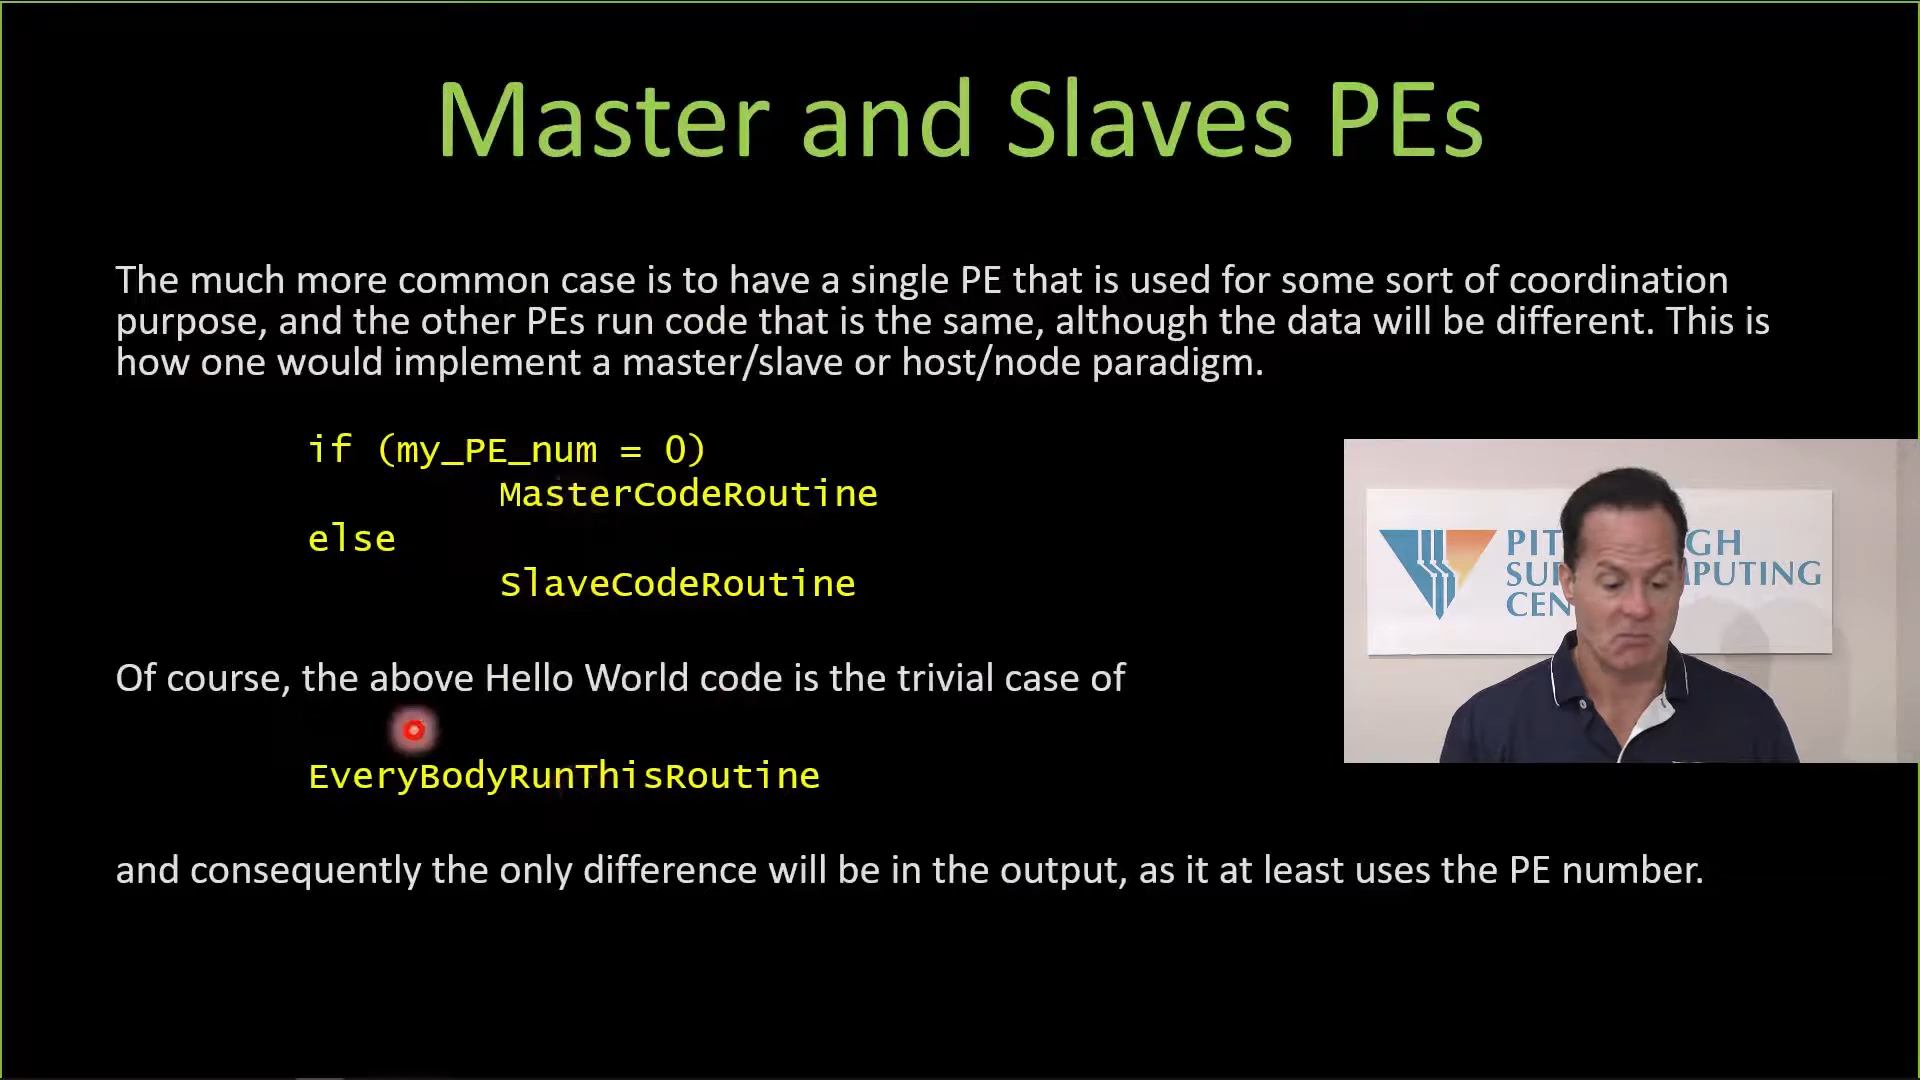 Master and Slaves PEs
The much more common case is to have a single PE that is used for some sort of coordination
purpose, and the other PEs run code that is the same, although the data will be different. This is
how one would implement a master/slave or host/node paradigm.
if (my_PE_num = 0)
MasterCodeRoutine
else
SlaveCodeRoutine
Of course, the above Hello World code is the trivial case of
EveryBodyRunThisRoutine
and consequently the only difference will be in the output, as it at least uses the PE number.